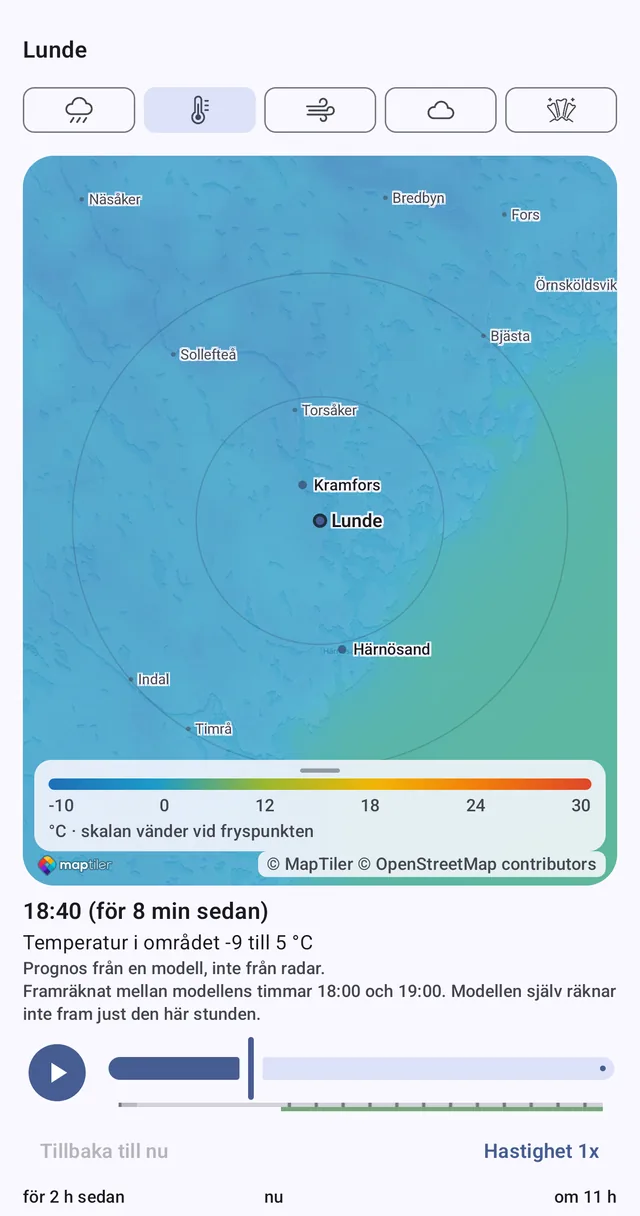 Lunde
Näsåker
Bredbyn
Fors
Örnsköldsvik
Bjästa
Sollefteå
Torsåker
Kramfors
Lunde
Härnösand
Indal
Timrå
-10 0 12 18 24 30
°C · skalan vänder vid fryspunkten
maptiler
© MapTiler © OpenStreetMap contributors
18:40 (för 8 min sedan)
Temperatur i området -9 till 5 °C
Prognos från en modell, inte från radar.
Framräknat mellan modellens timmar 18:00 och 19:00. Modellen själv räknar
inte fram just den här stunden.
Tillbaka till nu
Hastighet 1x
för 2 h sedan nu om 11 h